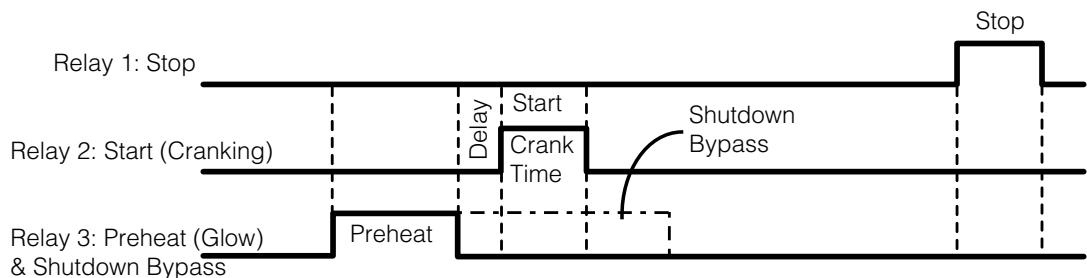 Stop
Relay 1: Stop
Delay
Start
Shutdown
Bypass
Relay 2: Start (Cranking)
Crank
Time
Relay 3: Preheat (Glow)
& Shutdown Bypass
Preheat